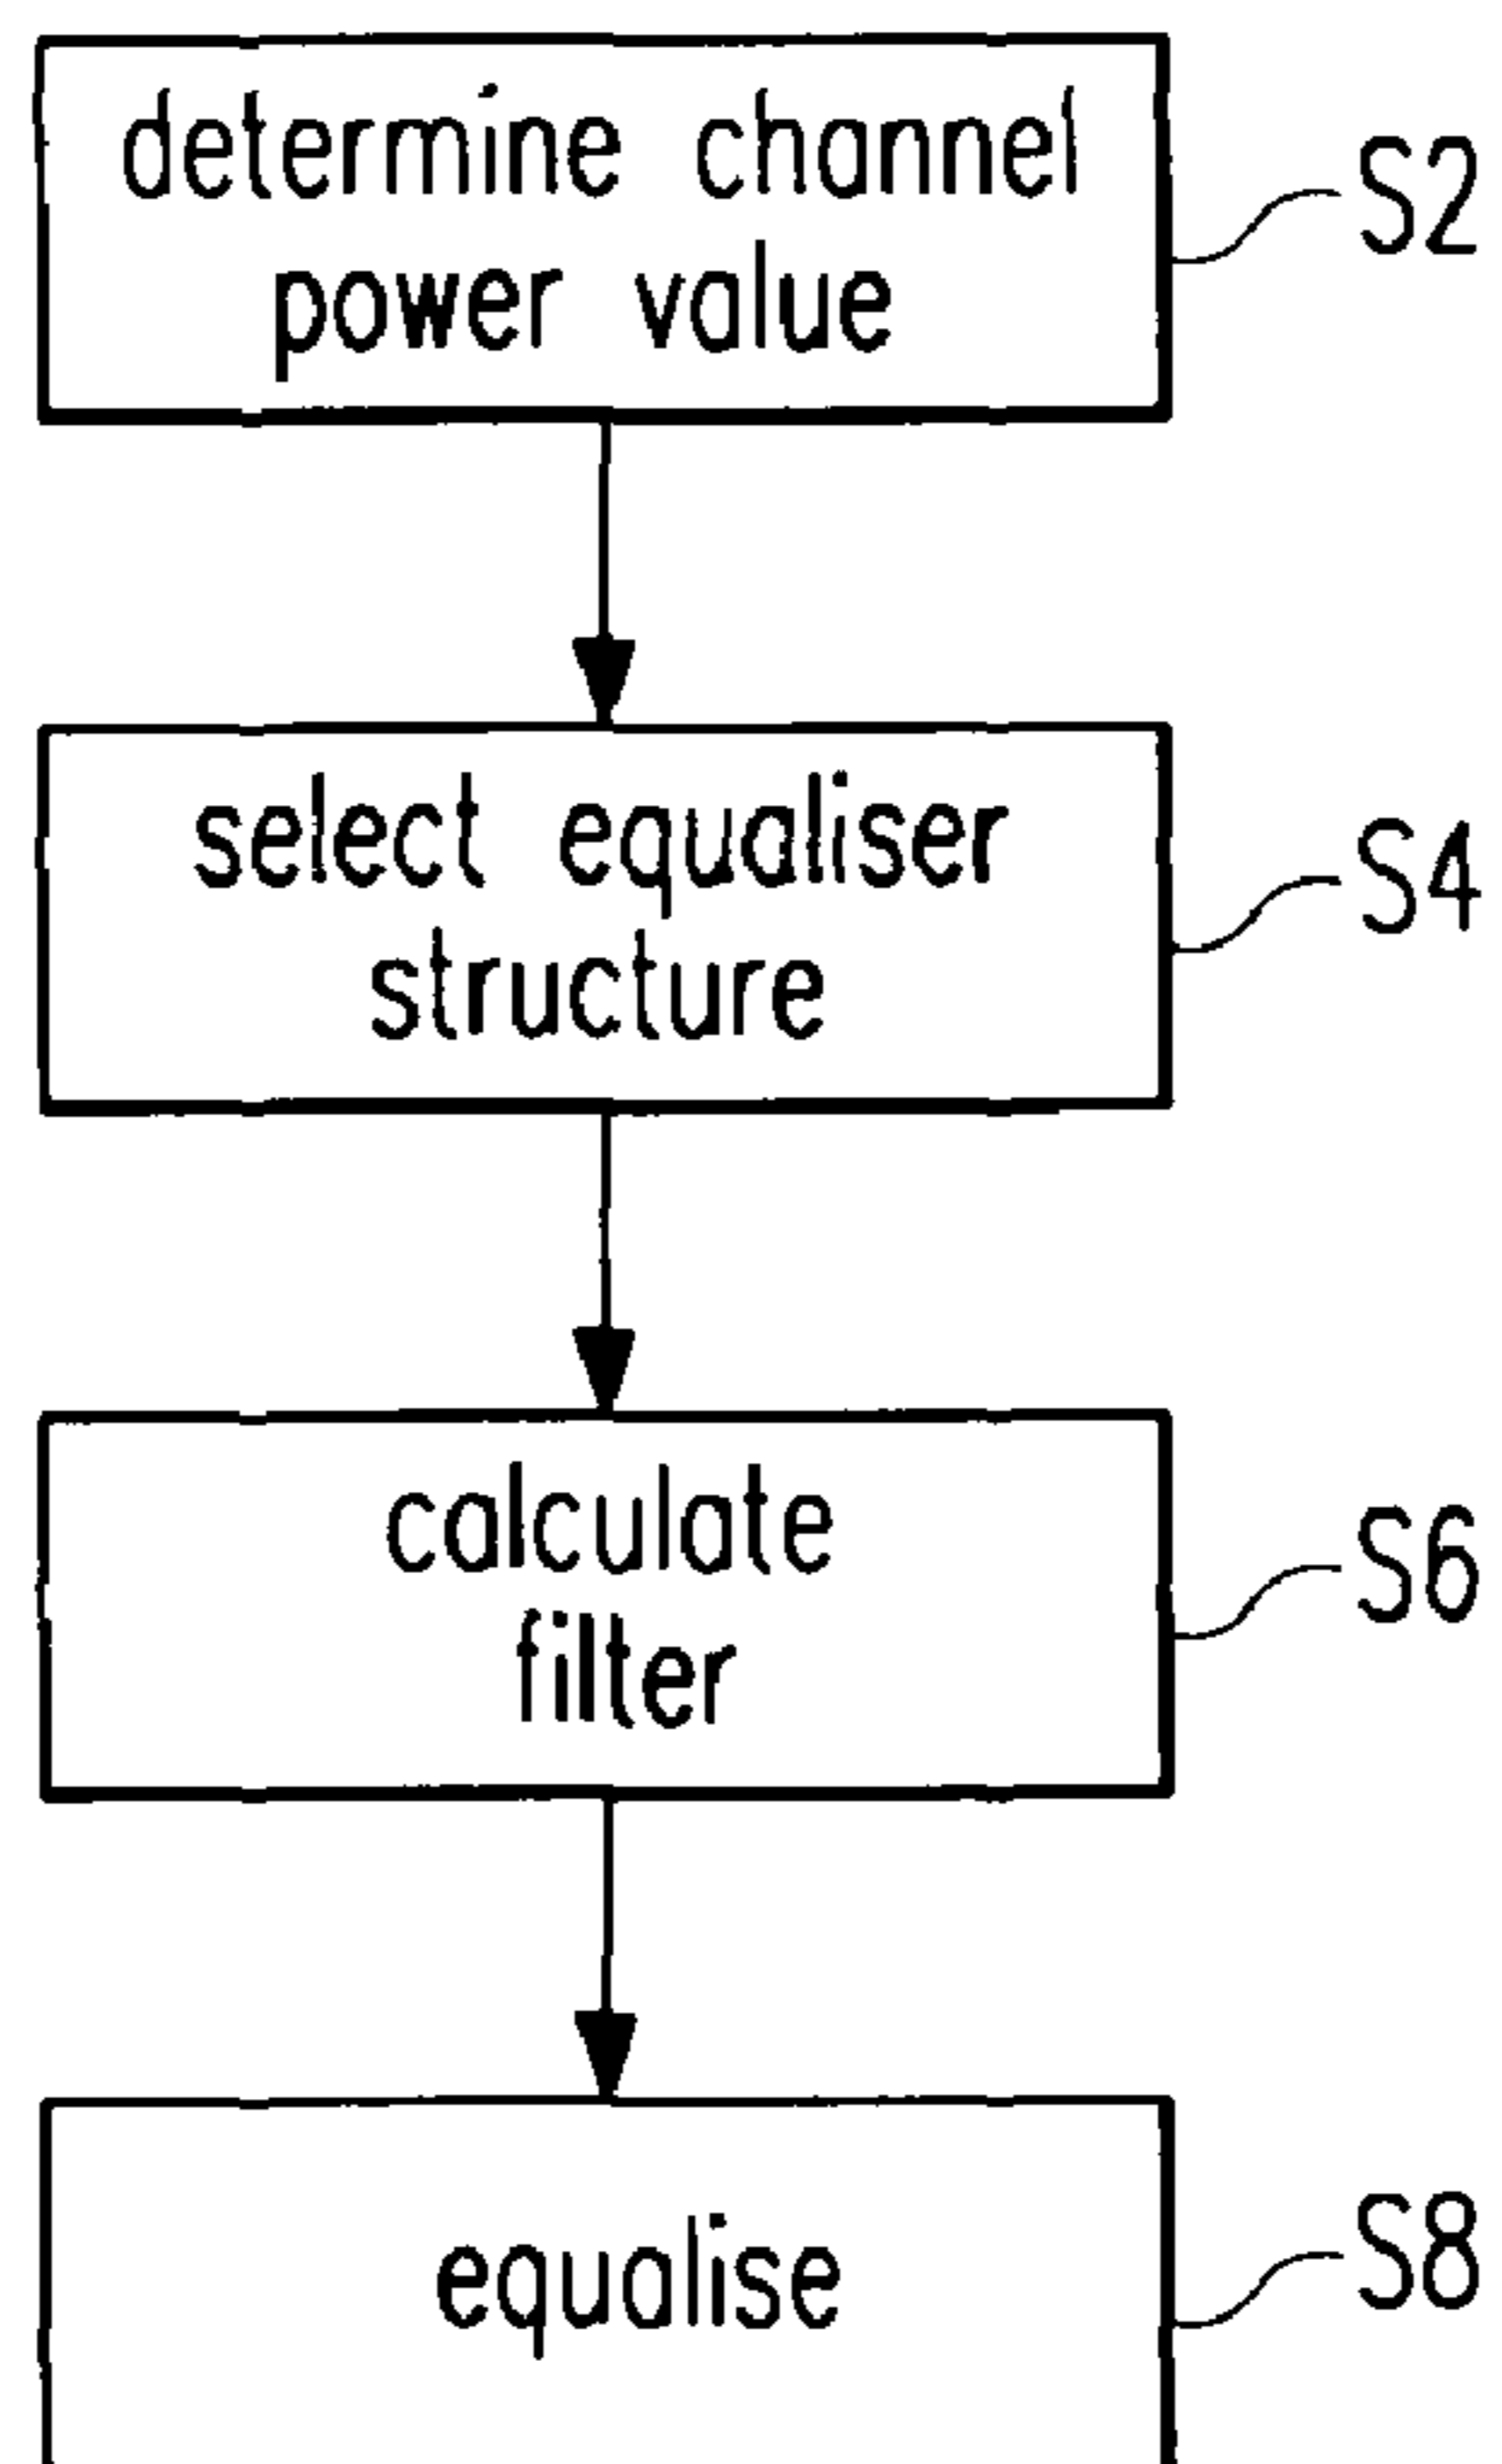 determine channel
power value
S2
select equaliser
structure
S4
calculate
filter
S6
equalise
S8